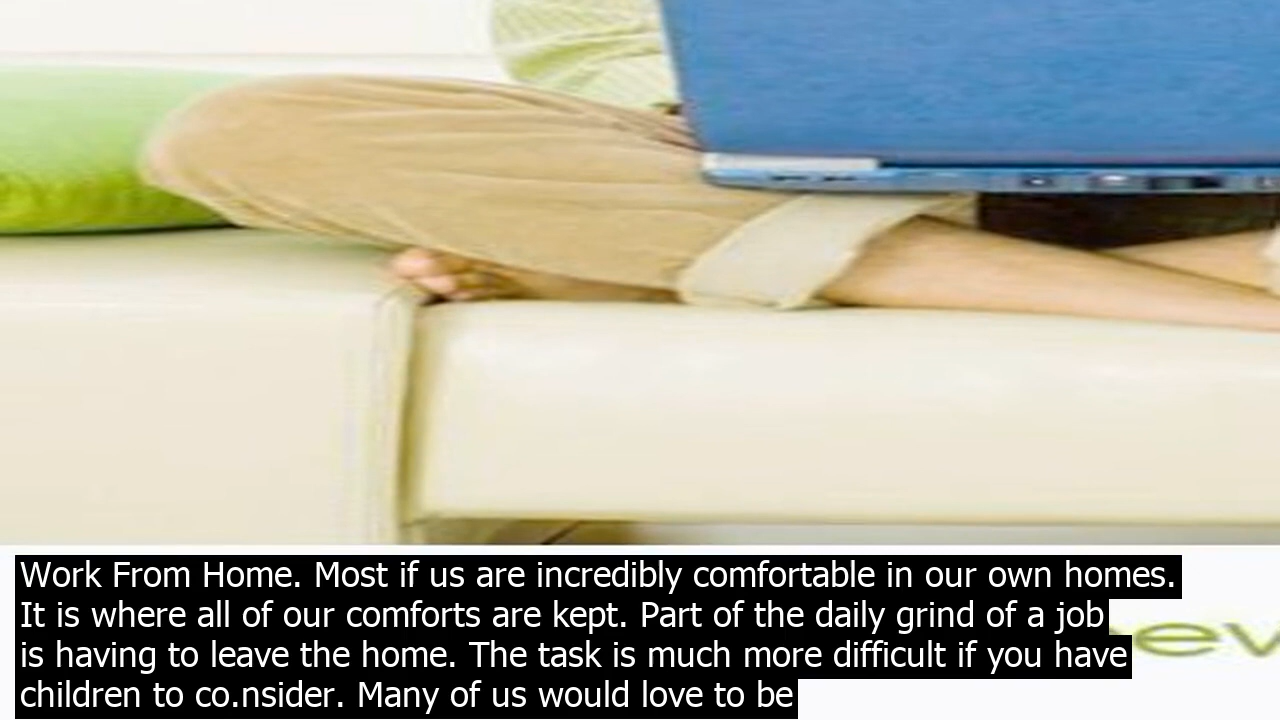 Work From Home. Most if us are incredibly comfortable in our own homes.
It is where all of our comforts are kept. Part of the daily grind of a job
is having to leave the home. The task is much more difficult if you have
children to co.nsider. Many of us would love to be